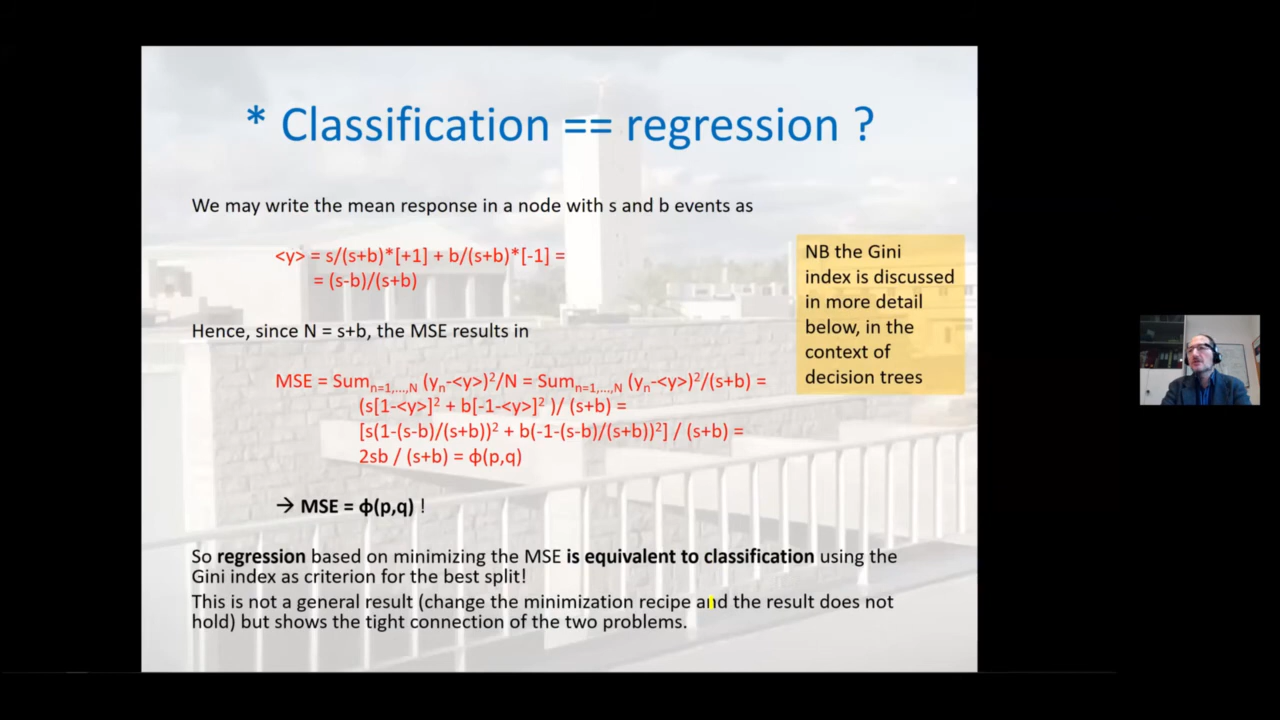 * Classification == regression ?
We may write the mean response in a node with s and b events as
<y> = s/(s+b)*[+1] + b/(s+b)*[-1] =
= (s-b)/(s+b)
NB the Gini
index is discussed
in more detail
below, in the
context of
decision trees
Hence, since N = s+b, the MSE results in
MSE = Sumₙ₌₁,...,N (yₙ-<y>)²/N = Sumₙ₌₁,...,N (yₙ-<y>)²/(s+b) =
(s[1-<y>]² + b[-1-<y>]² )/ (s+b) =
[s(1-(s-b)/(s+b))² + b(-1-(s-b)/(s+b))²] / (s+b) =
2sb / (s+b) = ϕ(p,q)
→ MSE = ϕ(p,q) !
So regression based on minimizing the MSE is equivalent to classification using the
Gini index as criterion for the best split!
This is not a general result (change the minimization recipe and the result does not
hold) but shows the tight connection of the two problems.